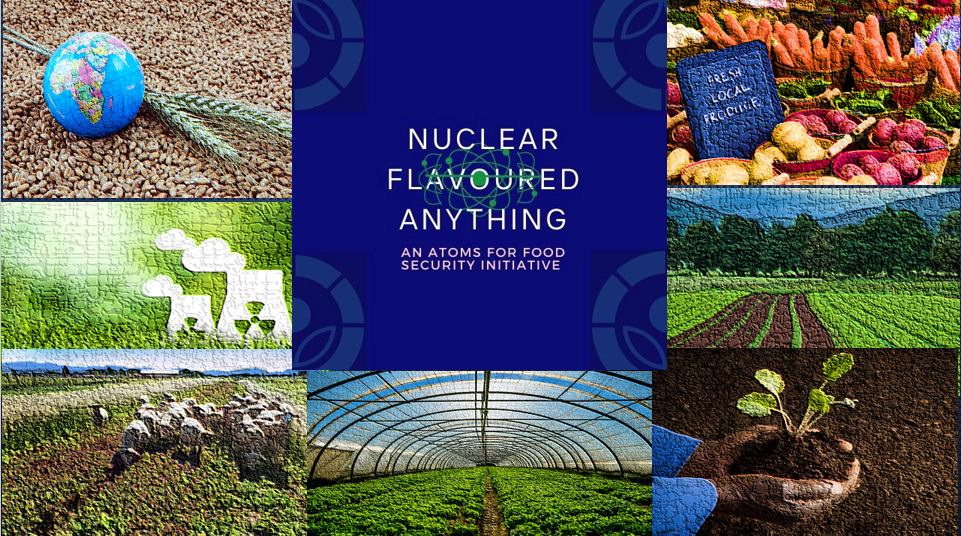 NUCLEAR
FLAVOURED
ANYTHING
AN ATOMS FOR FOOD
SECURITY INITIATIVE
FRESH
LOCAL
PRODUCE